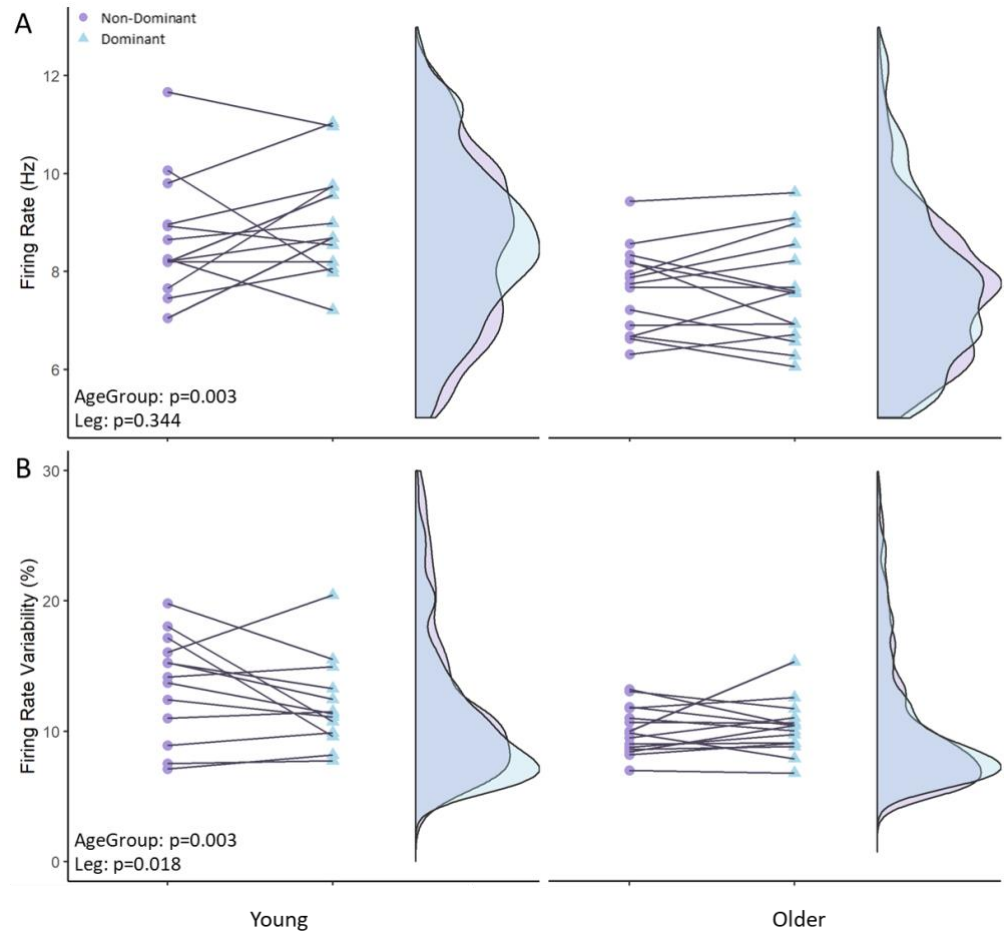 A
Non-Dominant
Dominant
Firing Rate (Hz)
12
10
8
6
AgeGroup: p=0.003
Leg: p=0.344
B
Firing Rate Variability (%)
30
20
10
0
AgeGroup: p=0.003
Leg: p=0.018
Young
Older